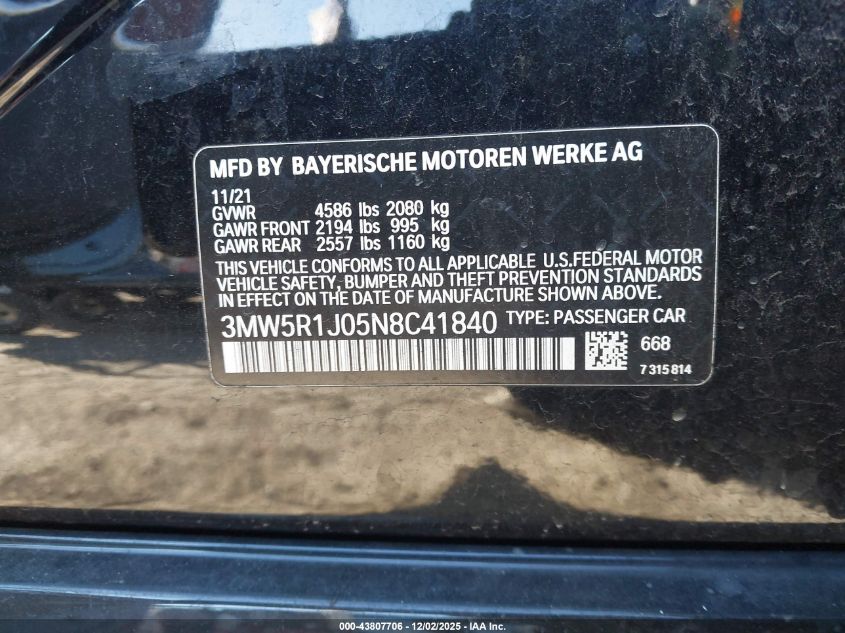 MFD BY BAYERISCHE MOTOREN WERKE AG
11/21
GVWR 4586 lbs 2080 kg
GAWR FRONT 2194 lbs 995 kg
GAWR REAR 2557 lbs 1160 kg
THIS VEHICLE CONFORMS TO ALL APPLICABLE U.S.FEDERAL MOTOR
VEHICLE SAFETY, BUMPER AND THEFT PREVENTION STANDARDS
IN EFFECT ON THE DATE OF MANUFACTURE SHOWN ABOVE.
3MW5R1J05N8C41840 TYPE: PASSENGER CAR
668
7 315 814
000-43807706 - 12/02/2025 - IAA Inc.